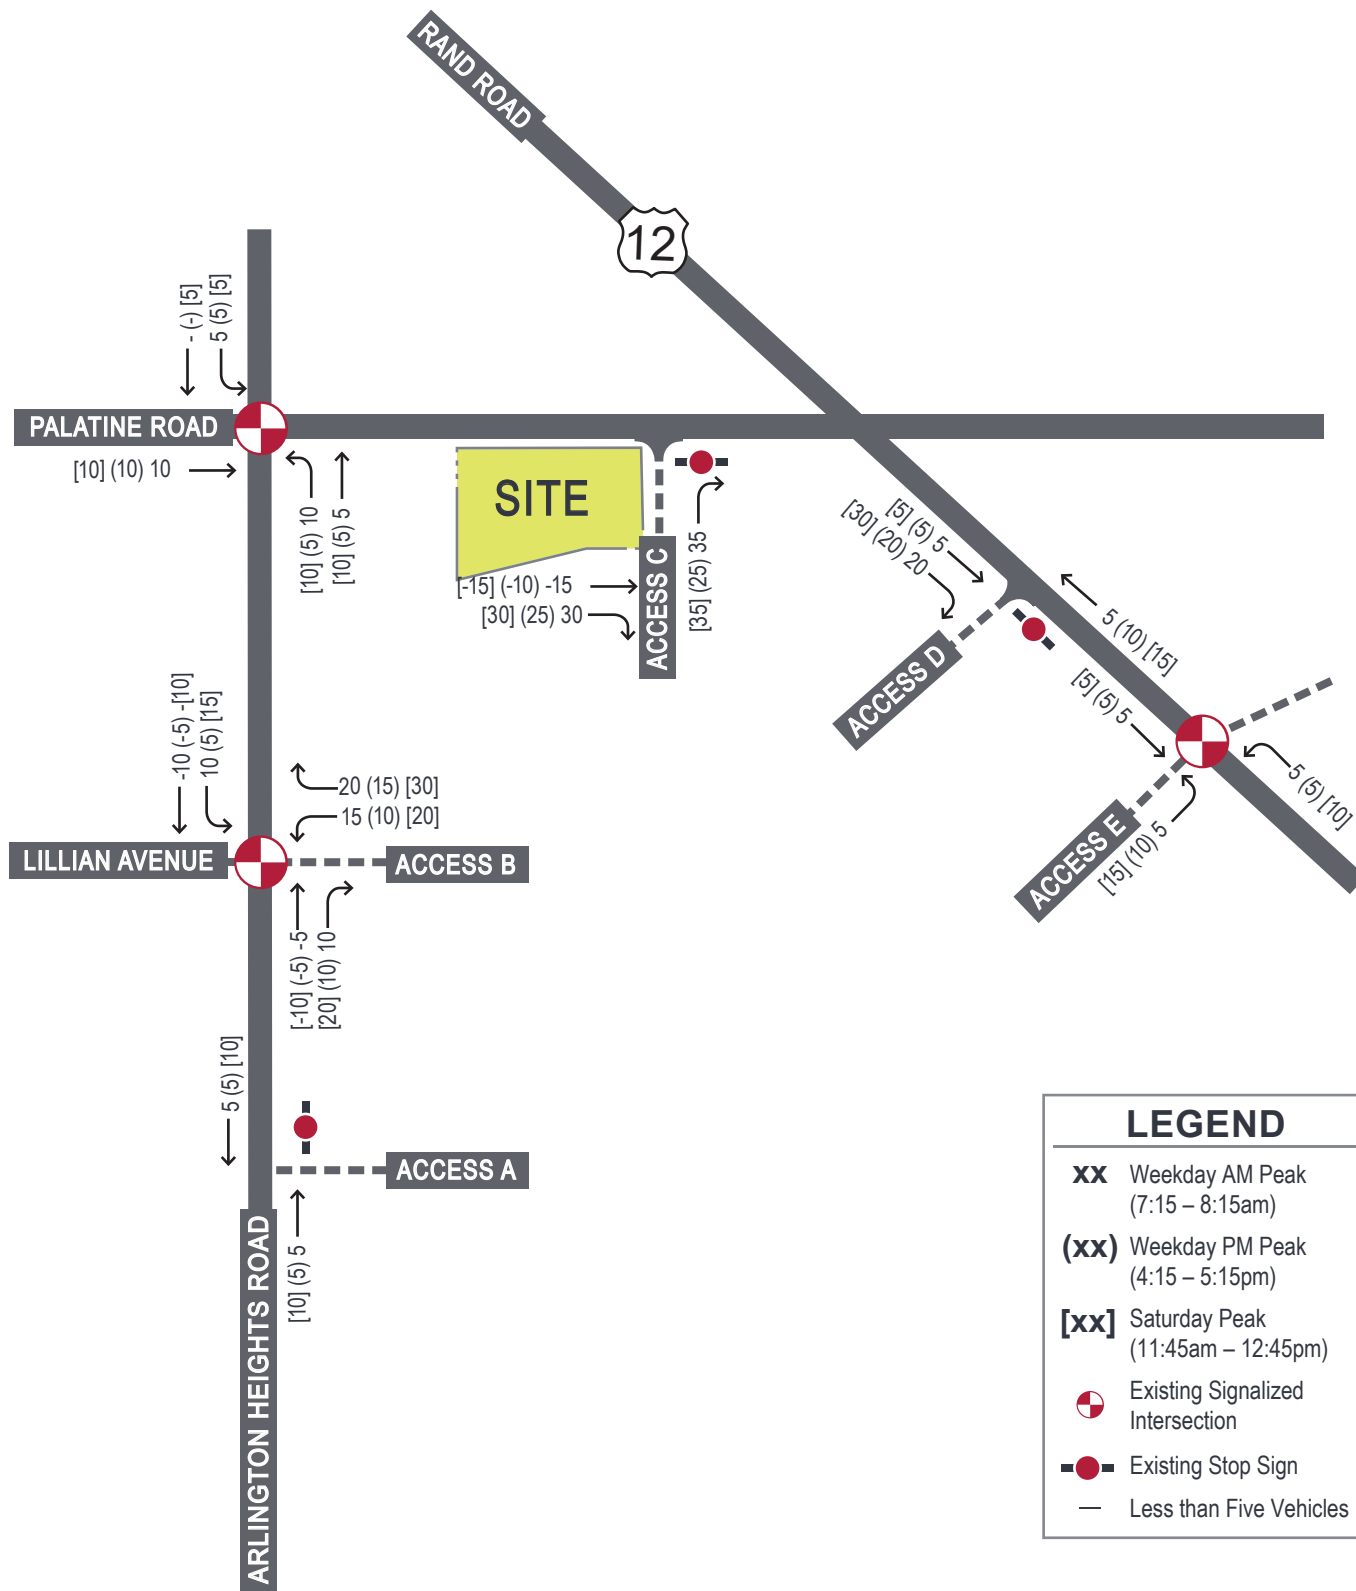 RAND ROAD
12
- (-) [5]
5 (5) [5]
PALATINE ROAD
[10] (10) 10
[10] (5) 10
[10] (5) 5
SITE
[-15] (-10) -15
[30] (25) 30
ACCESS C
[35] (25) 35
[5] (5) 5
[30] (20) 20
ACCESS D
5 (10) [15]
[5] (5) 5
5 (5) [10]
ACCESS E
[15] (10) 5
-10 (-5) -[10]
10 (5) [15]
20 (15) [30]
15 (10) [20]
LILLIAN AVENUE
ACCESS B
[-10] (-5) -5
[20] (10) 10
5 (5) [10]
ACCESS A
[10] (5) 5
ARLINGTON HEIGHTS ROAD
LEGEND
xx Weekday AM Peak
(7:15 – 8:15am)
(xx) Weekday PM Peak
(4:15 – 5:15pm)
[xx] Saturday Peak
(11:45am – 12:45pm)
Existing Signalized
Intersection
Existing Stop Sign
— Less than Five Vehicles